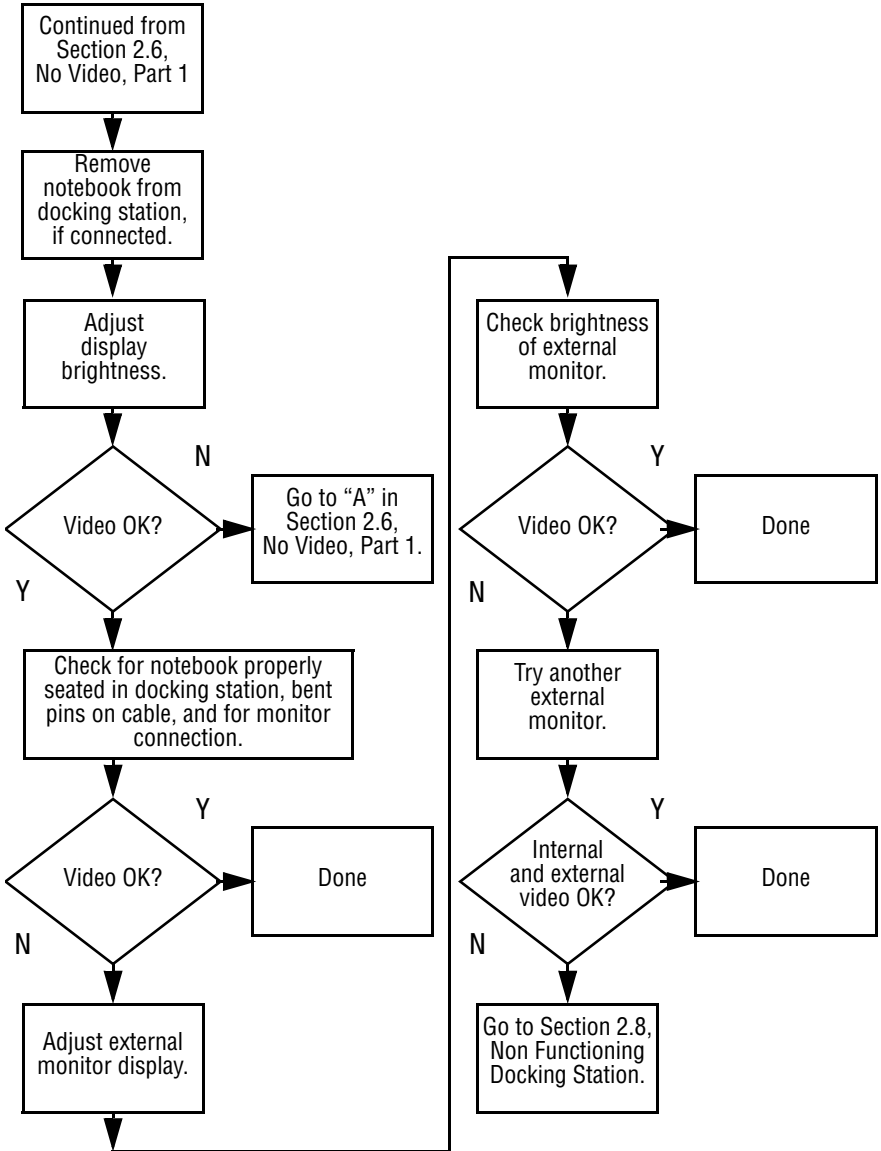 Continued from
Section 2.6,
No Video, Part 1
Remove
notebook from
docking station,
if connected.
Adjust
display
brightness.
Video OK?
N
Go to “A” in
Section 2.6,
No Video, Part 1.
Y
Check for notebook properly
seated in docking station, bent
pins on cable, and for monitor
connection.
Video OK?
Y
Done
N
Adjust external
monitor display.
Check brightness
of external
monitor.
Video OK?
Y
Done
N
Try another
external
monitor.
Internal
and external
video OK?
Y
Done
N
Go to Section 2.8,
Non Functioning
Docking Station.